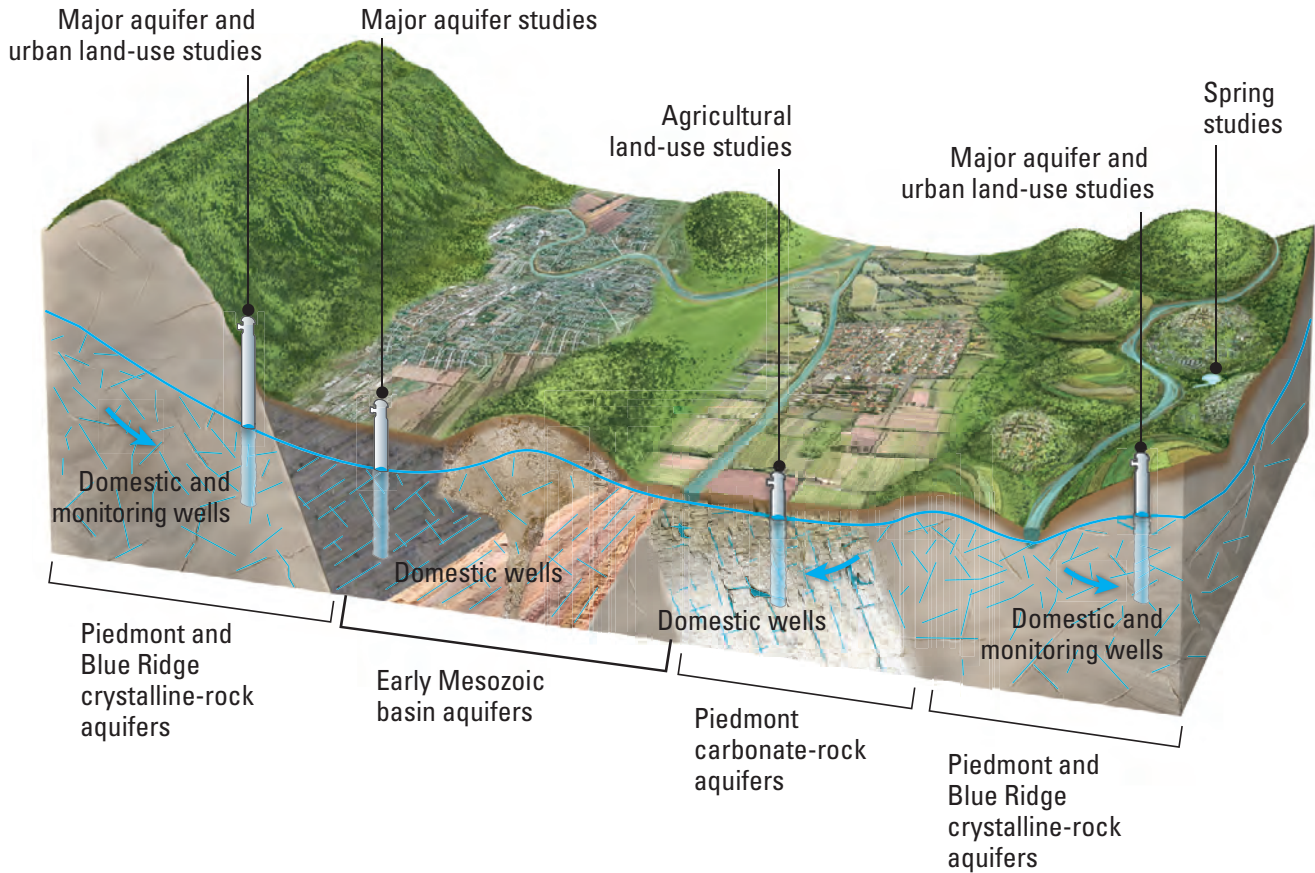 Major aquifer and
urban land-use studies
Major aquifer studies
Agricultural
land-use studies
Major aquifer and
urban land-use studies
Spring
studies
Domestic and
monitoring wells
Domestic wells
Domestic wells
Domestic and
monitoring wells
Piedmont and
Blue Ridge
crystalline-rock
aquifers
Early Mesozoic
basin aquifers
Piedmont
carbonate-rock
aquifers
Piedmont and
Blue Ridge
crystalline-rock
aquifers